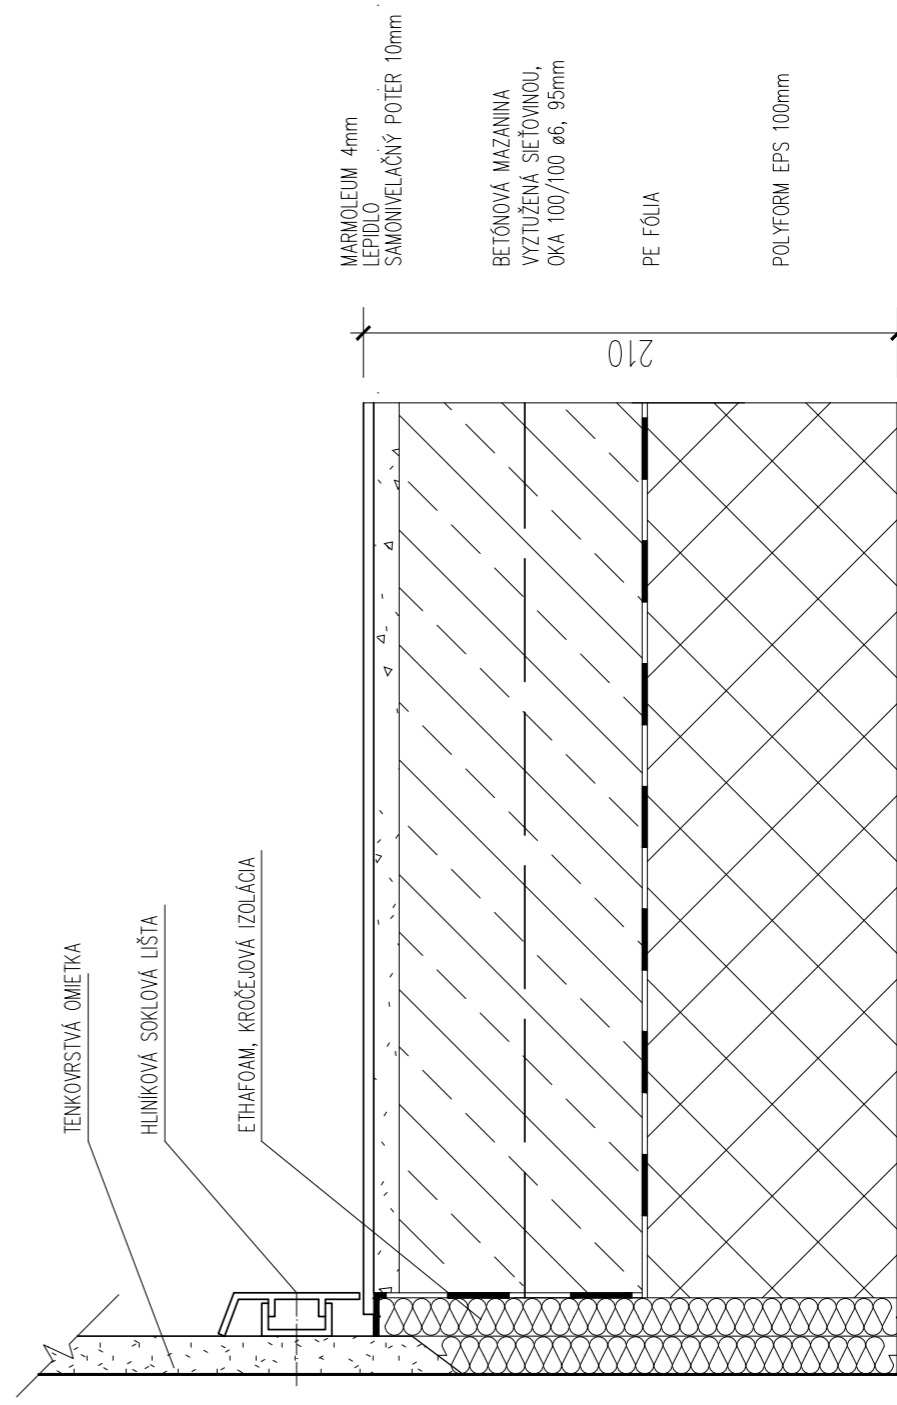 TENKOVRSTVÁ OMIETKA
HLINÍKOVÁ SOKLOVÁ LIŠTA
ETHAFOAM, KROČEJOVÁ IZOLÁCIA
MARMOLEUM 4mm
LEPIDLO
SAMONIVELAČNÝ POTER 10mm
BETÓNOVÁ MAZANINA
VYZTUŽENÁ SIEŤOVINOU,
OKA 100/100 ø6, 95mm
PE FÓLIA
POLYFORM EPS 100mm
210